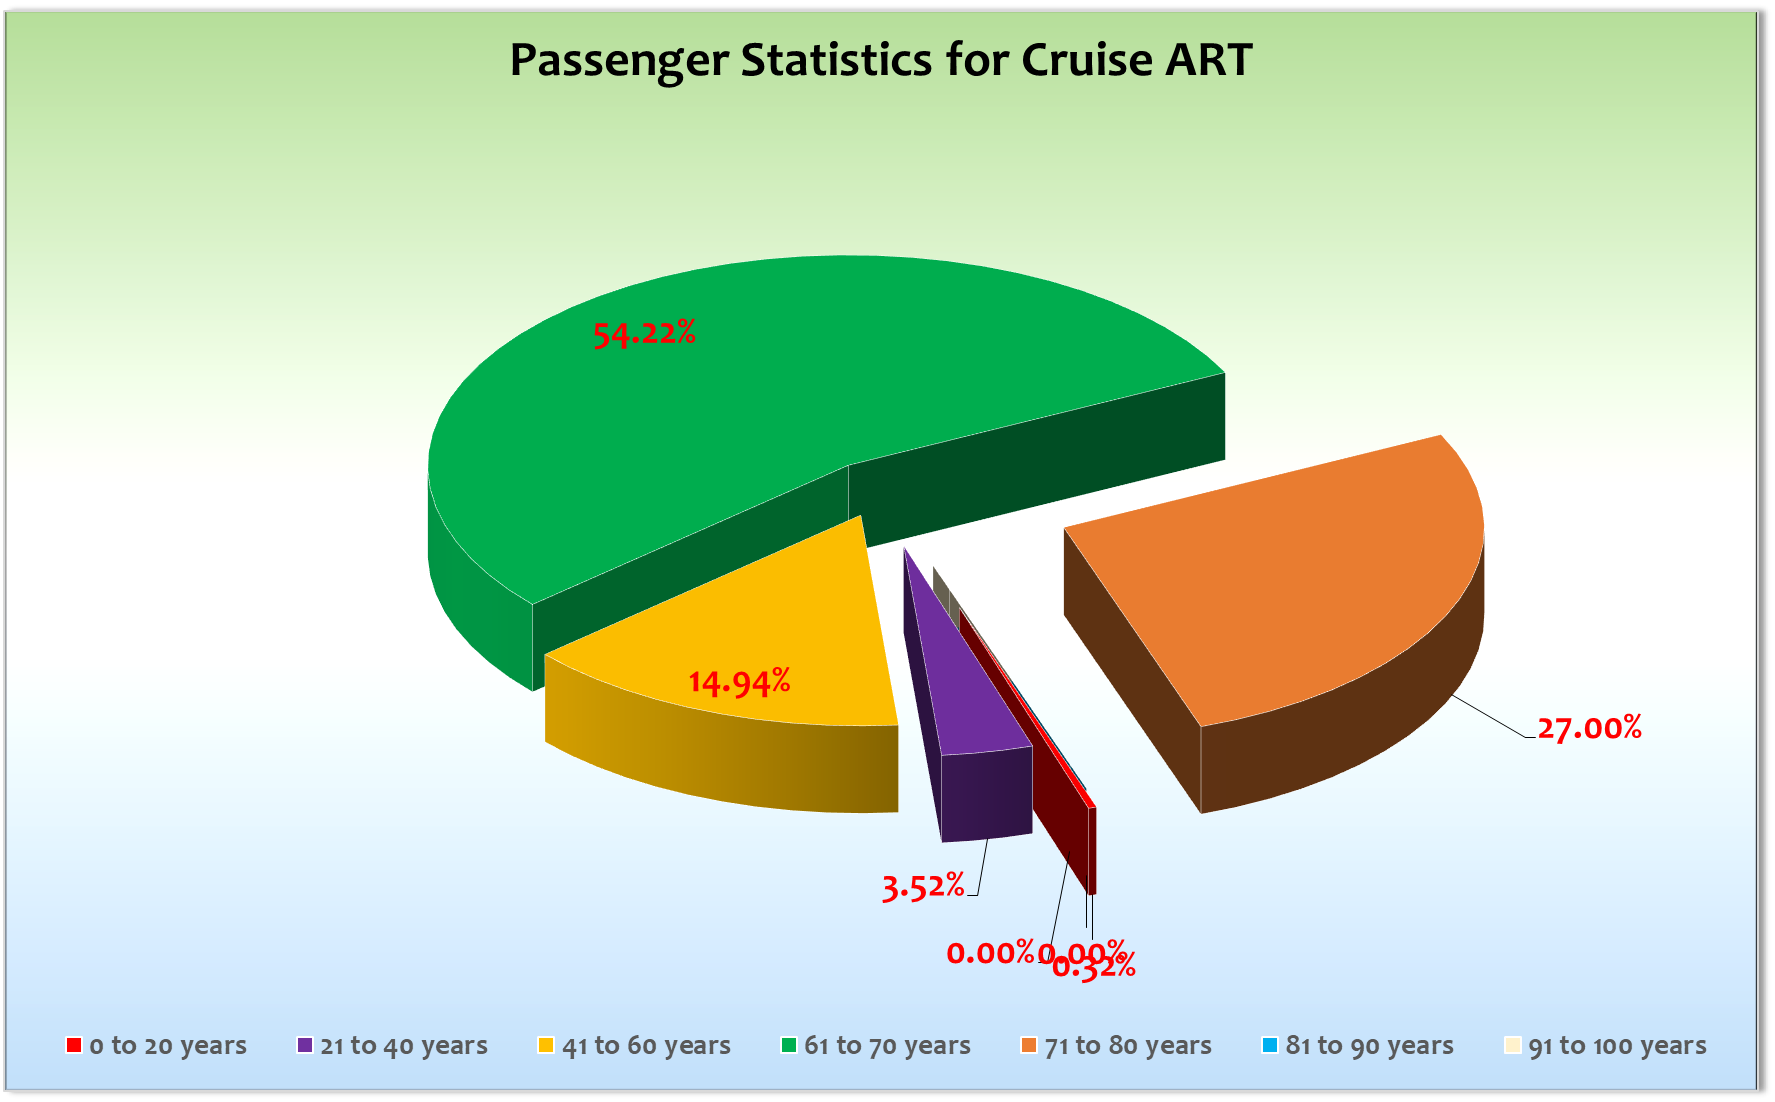 Passenger Statistics for Cruise ART
54.22%
14.94%
27.00%
3.52%
0.00%
0.00%
0.32%
0 to 20 years
21 to 40 years
41 to 60 years
61 to 70 years
71 to 80 years
81 to 90 years
91 to 100 years